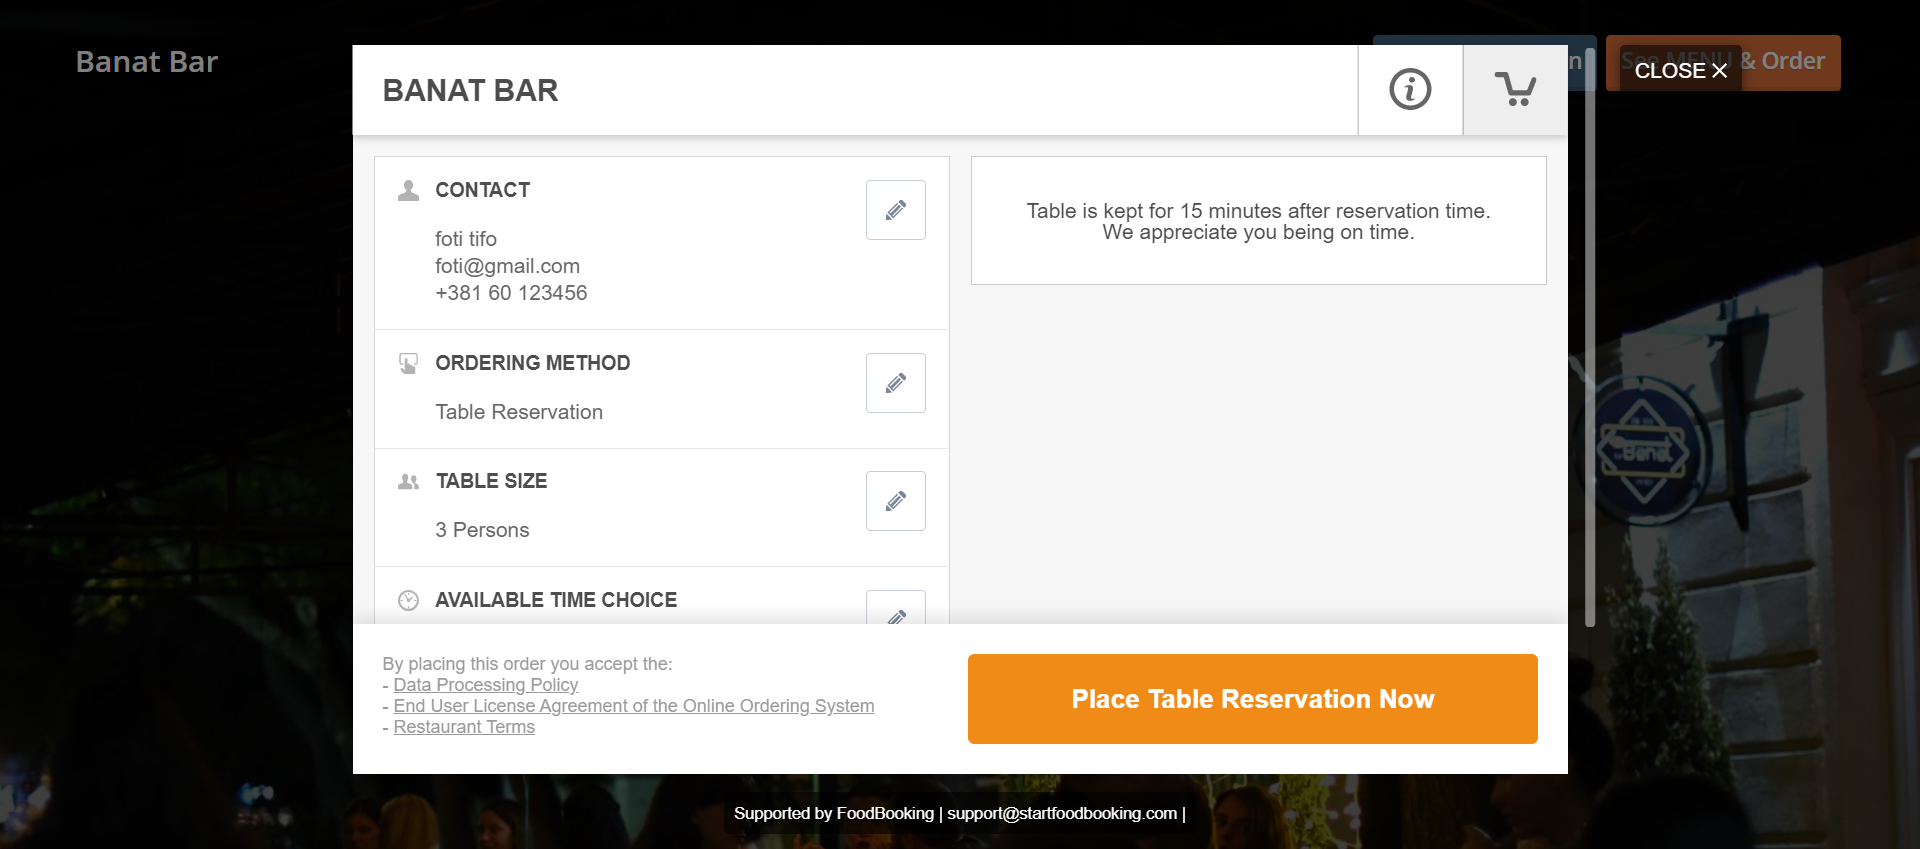 Banat Bar
n
See MENU & Order
CLOSE
BANAT BAR
CONTACT
foti tifo
foti@gmail.com
+381 60 123456
ORDERING METHOD
Table Reservation
TABLE SIZE
3 Persons
AVAILABLE TIME CHOICE
Table is kept for 15 minutes after reservation time.
We appreciate you being on time.
By placing this order you accept the:
- Data Processing Policy
- End User License Agreement of the Online Ordering System
- Restaurant Terms
Place Table Reservation Now
Banat
Supported by FoodBooking | support@startfoodbooking.com |